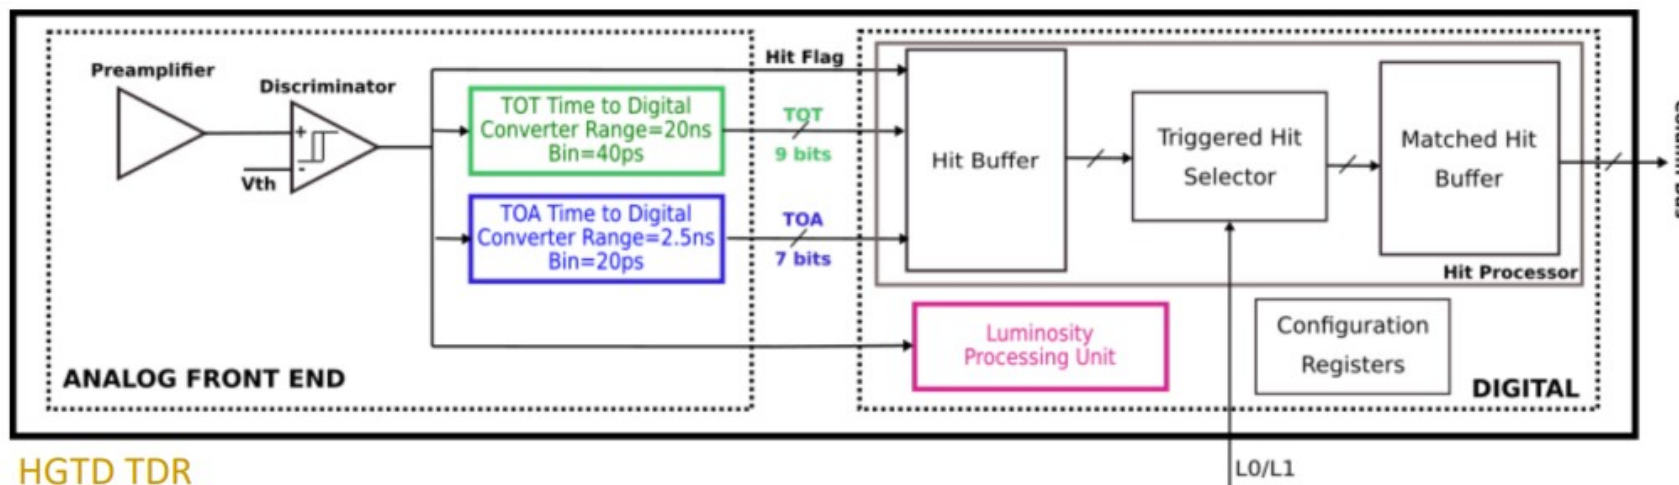 Preamplifier
Discriminator
+
-
Vth
Hit Flag
TOT Time to Digital
Converter Range=20ns
Bin=40ps
TOT
9 bits
TOA Time to Digital
Converter Range=2.5ns
Bin=20ps
TOA
7 bits
Hit Buffer
Triggered Hit
Selector
Matched Hit
Buffer
Hit Processor
Luminosity
Processing Unit
Configuration
Registers
ANALOG FRONT END
DIGITAL
L0/L1
HGTD TDR